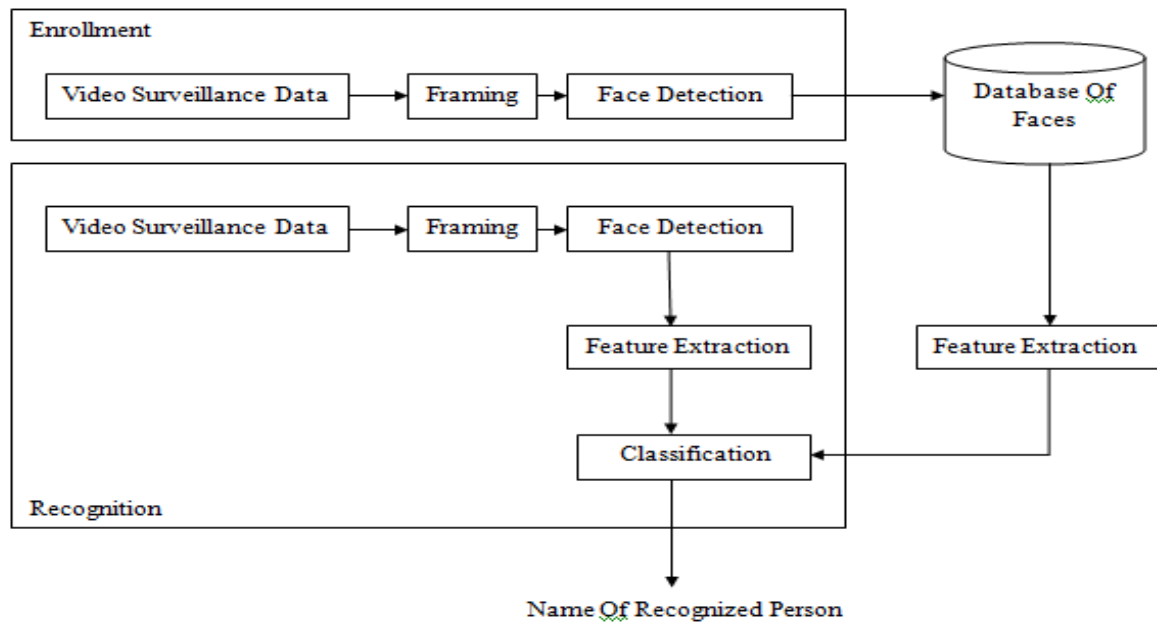 Enrollment
Video Surveillance Data
Framing
Face Detection
Database Of
Faces
Video Surveillance Data
Framing
Face Detection
Feature Extraction
Feature Extraction
Classification
Recognition
Name Of Recognized Person